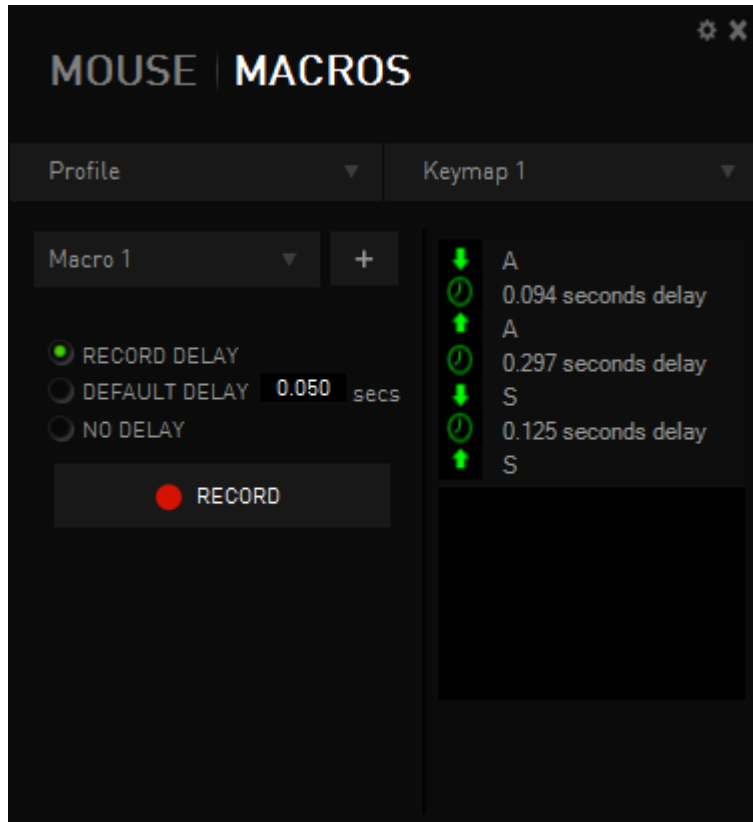 MOUSE | MACROS
Profile
Keymap 1
Macro 1
+
RECORD DELAY
DEFAULT DELAY 0.050 secs
NO DELAY
RECORD
A
0.094 seconds delay
A
0.297 seconds delay
S
0.125 seconds delay
S